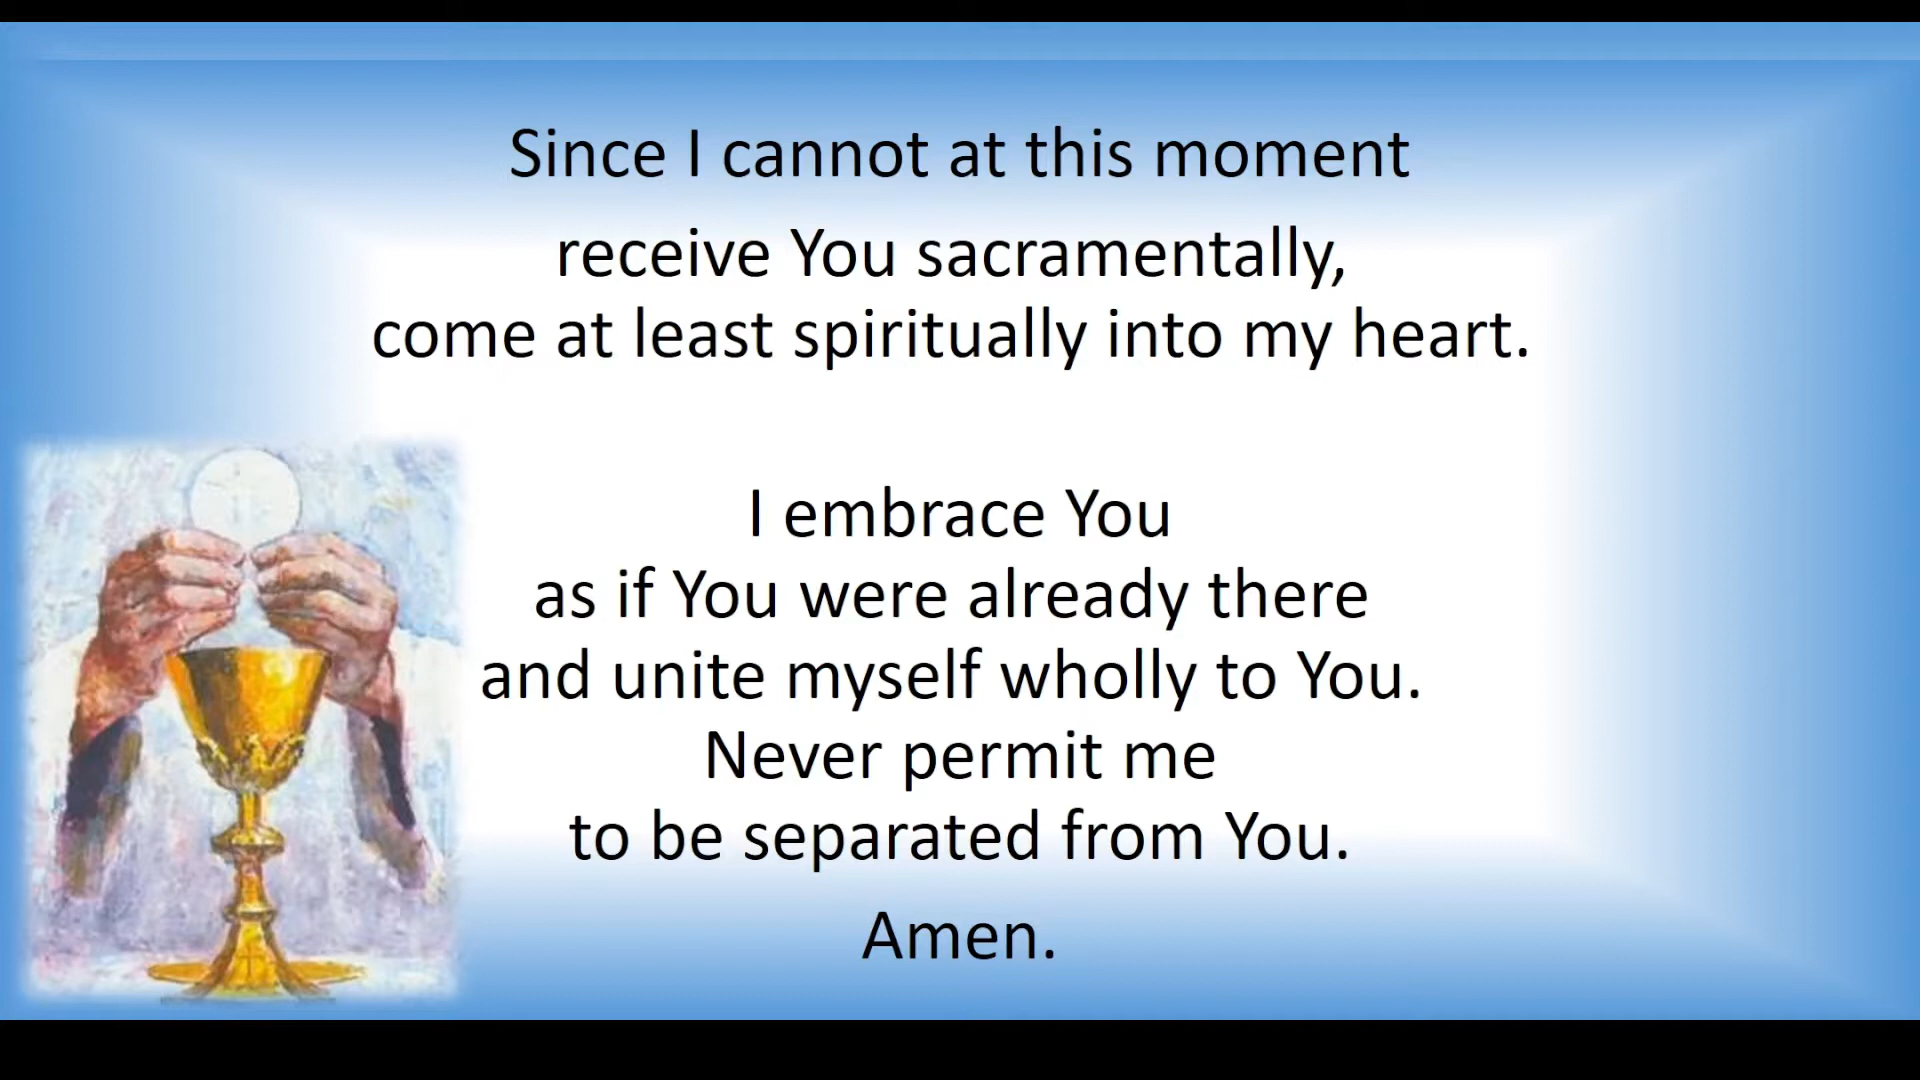 Since I cannot at this moment
receive You sacramentally,
come at least spiritually into my heart.
I embrace You
as if You were already there
and unite myself wholly to You.
Never permit me
to be separated from You.
Amen.